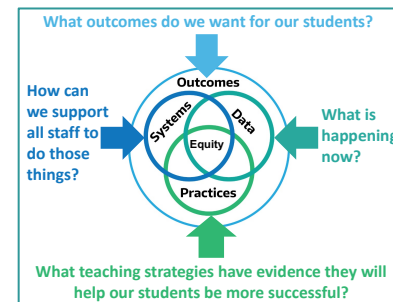 What outcomes do we want for our students?
Outcomes
Systems
Data
Equity
Practices
How can
we support
all staff to
do those
things?
What is
happening
now?
What teaching strategies have evidence they will
help our students be more successful?